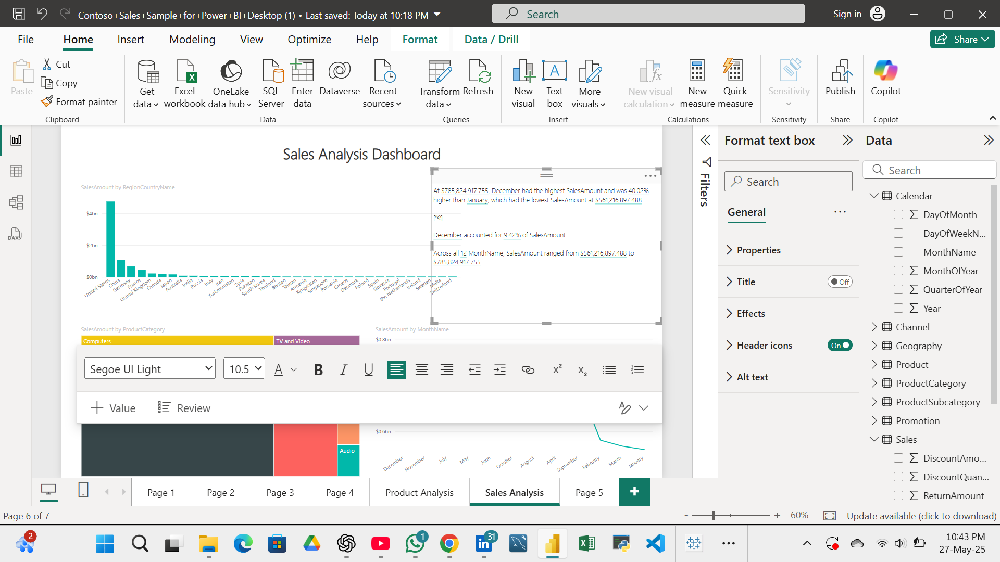 Contoso+Sales+Sample+for+Power+BI+Desktop (1) • Last saved: Today at 10:18 PM
Search
Sign in
File Home Insert Modeling View Optimize Help Format Data / Drill
Share
Paste
Cut
Copy
Format painter
Get data
Excel workbook
OneLake data hub
SQL Server
Enter data
Dataverse
Recent sources
Transform data
Refresh
New visual
Text box
More visuals
New visual calculation
New measure
Quick measure
Sensitivity
Publish
Copilot
Clipboard
Data
Queries
Insert
Calculations
Sensitivity
Share
Copilot
Sales Analysis Dashboard
SalesAmount by RegionCountryName
$4bn
$2bn
$0bn
United States
China
Germany
France
United Kingdom
Canada
Japan
Australia
India
Russia
Italy
Iran
Turkmenistan
Syria
Pakistan
South Korea
Thailand
Bhutan
Taiwan
Armenia
Kyrgyzstan
Singapore
Romania
Greece
Denmark
Poland
Spain
Slovenia
Portugal
the Netherlands
Ireland
Sweden
Malta
Switzerland
At $785,824,917.755, December had the highest SalesAmount and was 40.02%
higher than January, which had the lowest SalesAmount at $561,216,897.488.
December accounted for 9.42% of SalesAmount.
Across all 12 MonthName, SalesAmount ranged from $561,216,897.488 to
$785,824,917.755.
SalesAmount by ProductCategory
Computers
TV and Video
Audio
SalesAmount by MonthName
$0.8bn
$0.6bn
December
November
July
May
June
October
August
April
September
February
March
January
Segoe UI Light
10.5
A
B
I
U
Value
Review
Filters
Format text box
Search
General
Properties
Title
Off
Effects
Header icons
On
Alt text
Data
Search
Calendar
DayOfMonth
DayOfWeekN...
MonthName
MonthOfYear
QuarterOfYear
Year
Channel
Geography
Product
ProductCategory
ProductSubcategory
Promotion
Sales
DiscountAmo...
DiscountQuan...
ReturnAmount
Page 1
Page 2
Page 3
Page 4
Product Analysis
Sales Analysis
Page 5
Page 6 of 7
60%
Update available (click to download)
2
1
31
10:43 PM
27-May-25